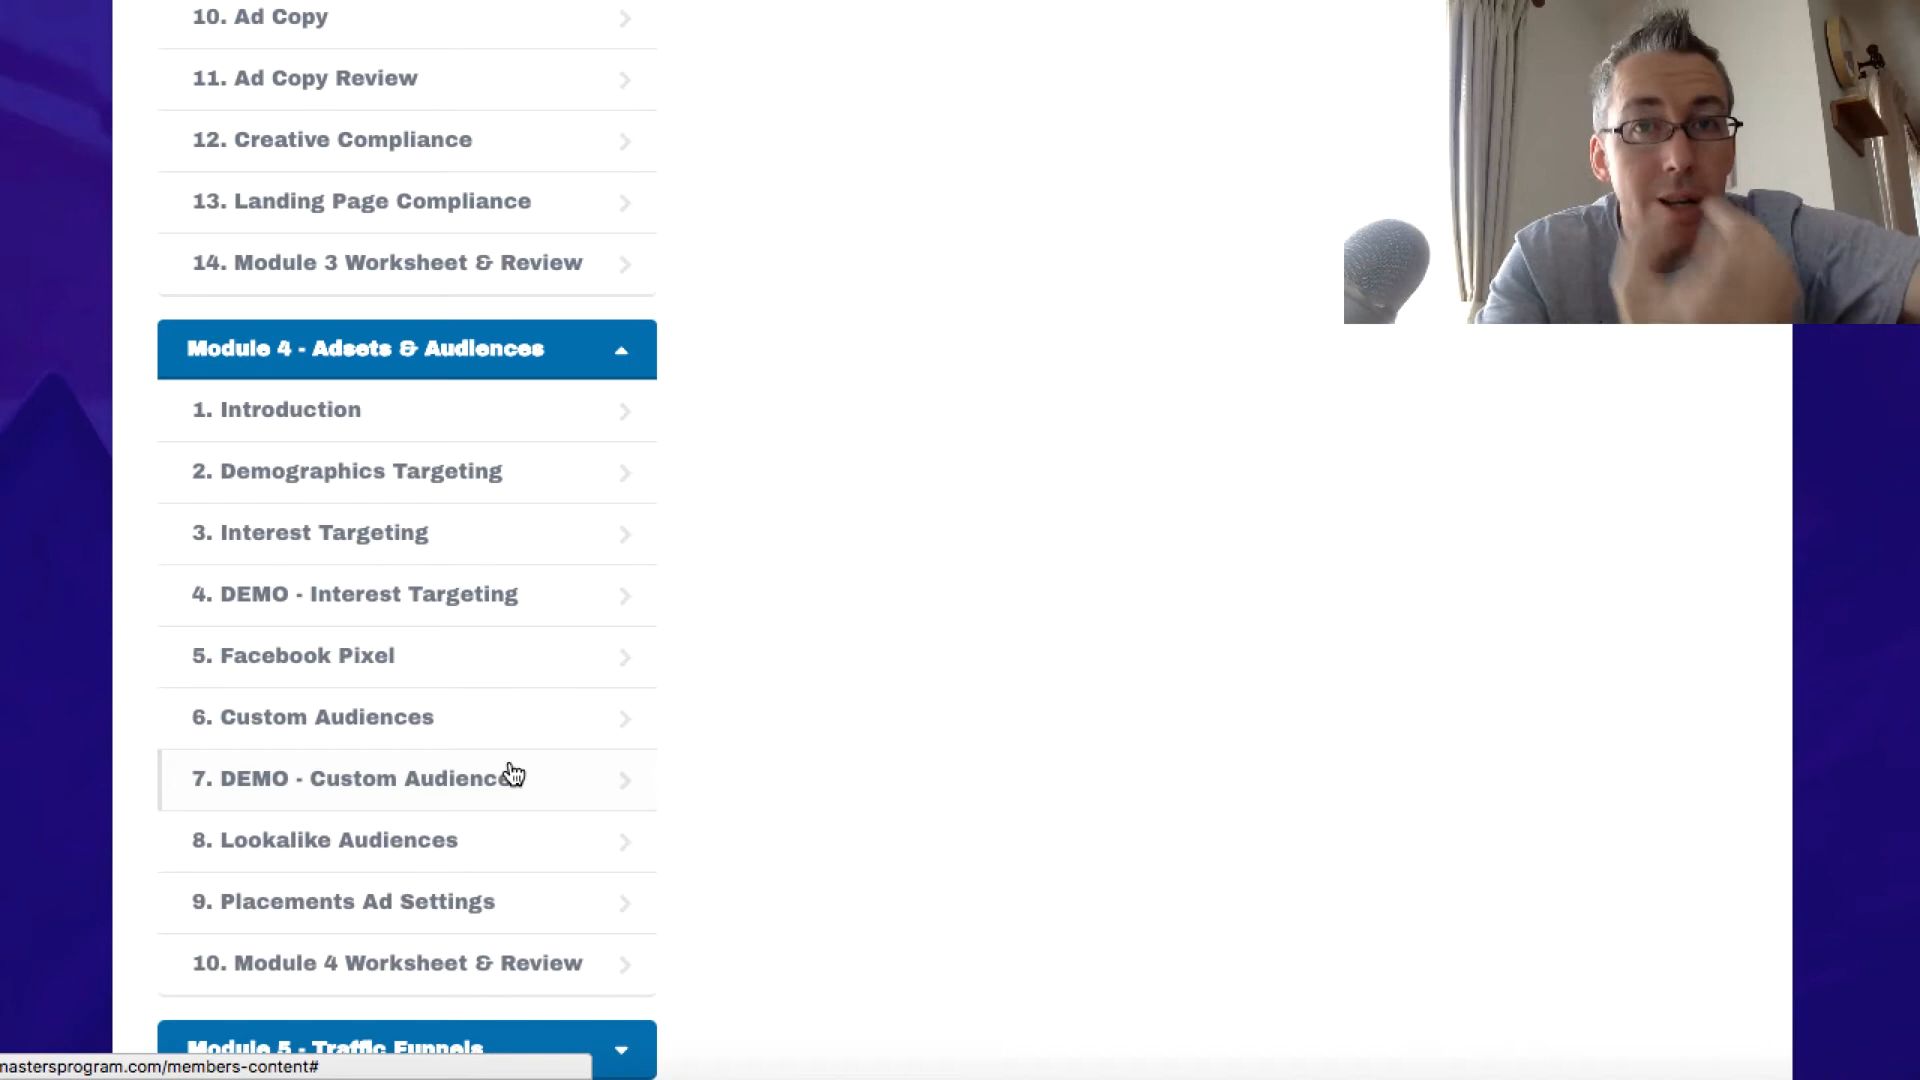 10. Ad Copy
11. Ad Copy Review
12. Creative Compliance
13. Landing Page Compliance
14. Module 3 Worksheet & Review
Module 4 - Adsets & Audiences
1. Introduction
2. Demographics Targeting
3. Interest Targeting
4. DEMO - Interest Targeting
5. Facebook Pixel
6. Custom Audiences
7. DEMO - Custom Audience
8. Lookalike Audiences
9. Placements Ad Settings
10. Module 4 Worksheet & Review
Module 5 - Traffic Funnels
mastersprogram.com/members-content#